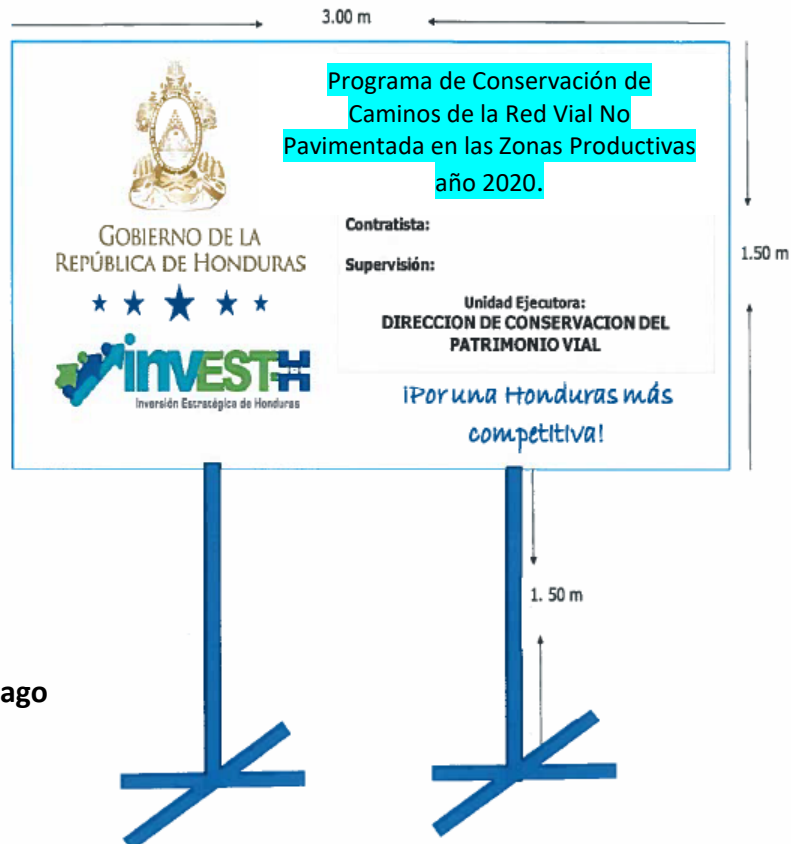 3.00 m
Programa de Conservación de
Caminos de la Red Vial No
Pavimentada en las Zonas Productivas
año 2020.
GOBIERNO DE LA
REPÚBLICA DE HONDURAS
Contratista:
Supervisión:
Unidad Ejecutora:
DIRECCION DE CONSERVACION DEL
PATRIMONIO VIAL
1.50 m
INVEST-H
Inversión Estratégica de Honduras
¡Por una Honduras más
competitiva!
1. 50 m
ago